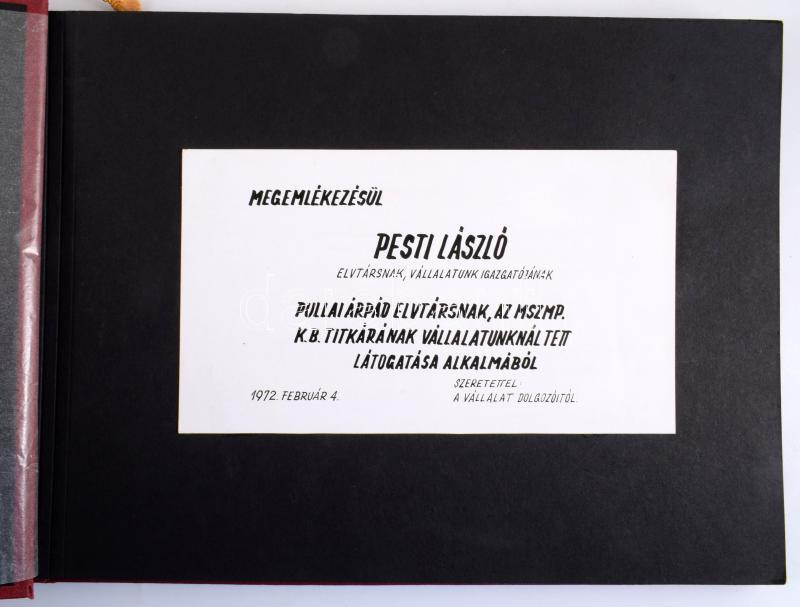 MEGEMLÉKEZÉSÜL
PESTI LÁSZLÓ
ELVTÁRSNAK, VÁLLALATUNK IGAZGATÓJÁNAK
PULLAI ÁRPÁD ELVTÁRSNAK, AZ MSZMP.
K.B. TITKÁRÁNAK VÁLLALATUNKNÁL TETT
LÁTOGATÁSA ALKALMÁBÓL
SZERETETTEL:
1972. FEBRUÁR 4. A VÁLLALAT DOLGOZÓITÓL.